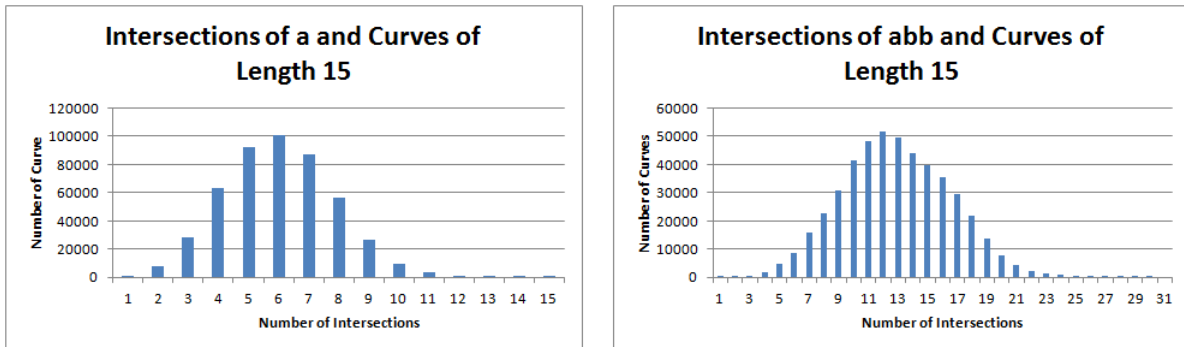 Intersections of a and Curves of
Length 15
120000
100000
80000
60000
40000
20000
0
Number of Curve
1 2 3 4 5 6 7 8 9 10 11 12 13 14 15
Number of Intersections
Intersections of abb and Curves of
Length 15
60000
50000
40000
30000
20000
10000
0
Number of Curves
1 3 5 7 9 11 13 15 17 19 21 23 25 27 29 31
Number of Intersections